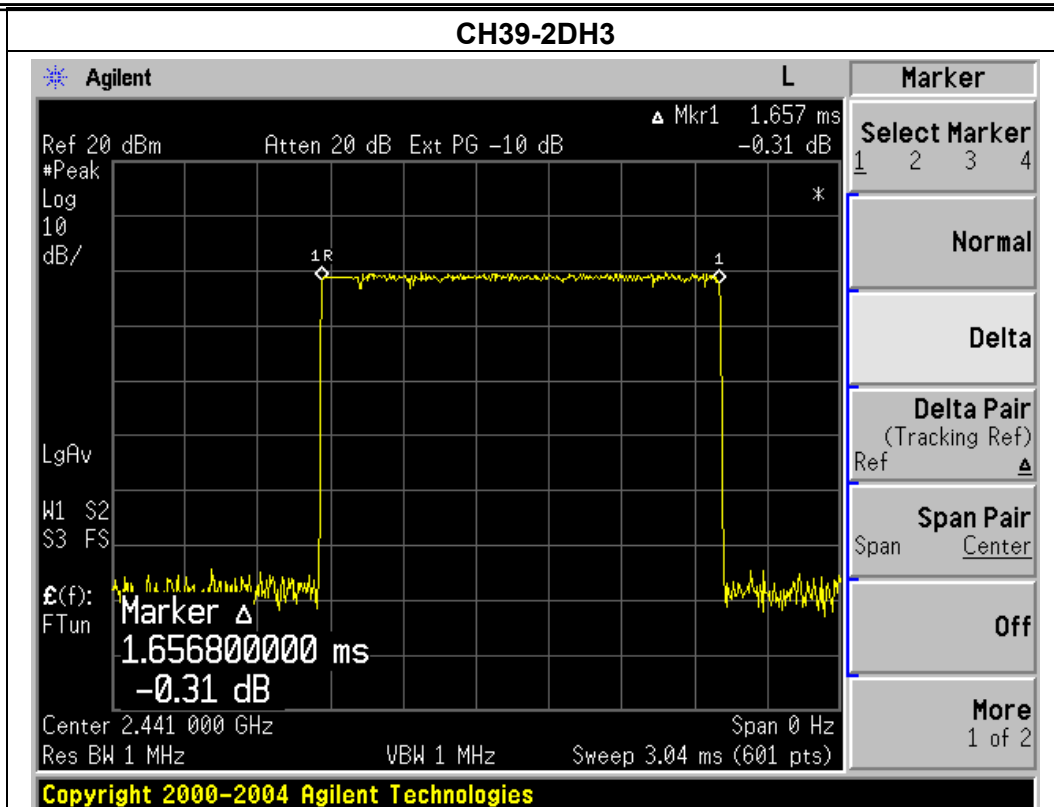 CH39-2DH3
Agilent L Marker
Δ Mkr1 1.657 ms
Ref 20 dBm Atten 20 dB Ext PG −10 dB −0.31 dB
#Peak
Log
10
dB/
*
1R
1
LgAv
W1 S2
S3 FS
£(f):
FTun
Marker Δ
1.656800000 ms
−0.31 dB
Center 2.441 000 GHz Span 0 Hz
Res BW 1 MHz VBW 1 MHz Sweep 3.04 ms (601 pts)
Select Marker
1 2 3 4
Normal
Delta
Delta Pair
(Tracking Ref)
Ref Δ
Span Pair
Span Center
Off
More
1 of 2
Copyright 2000-2004 Agilent Technologies